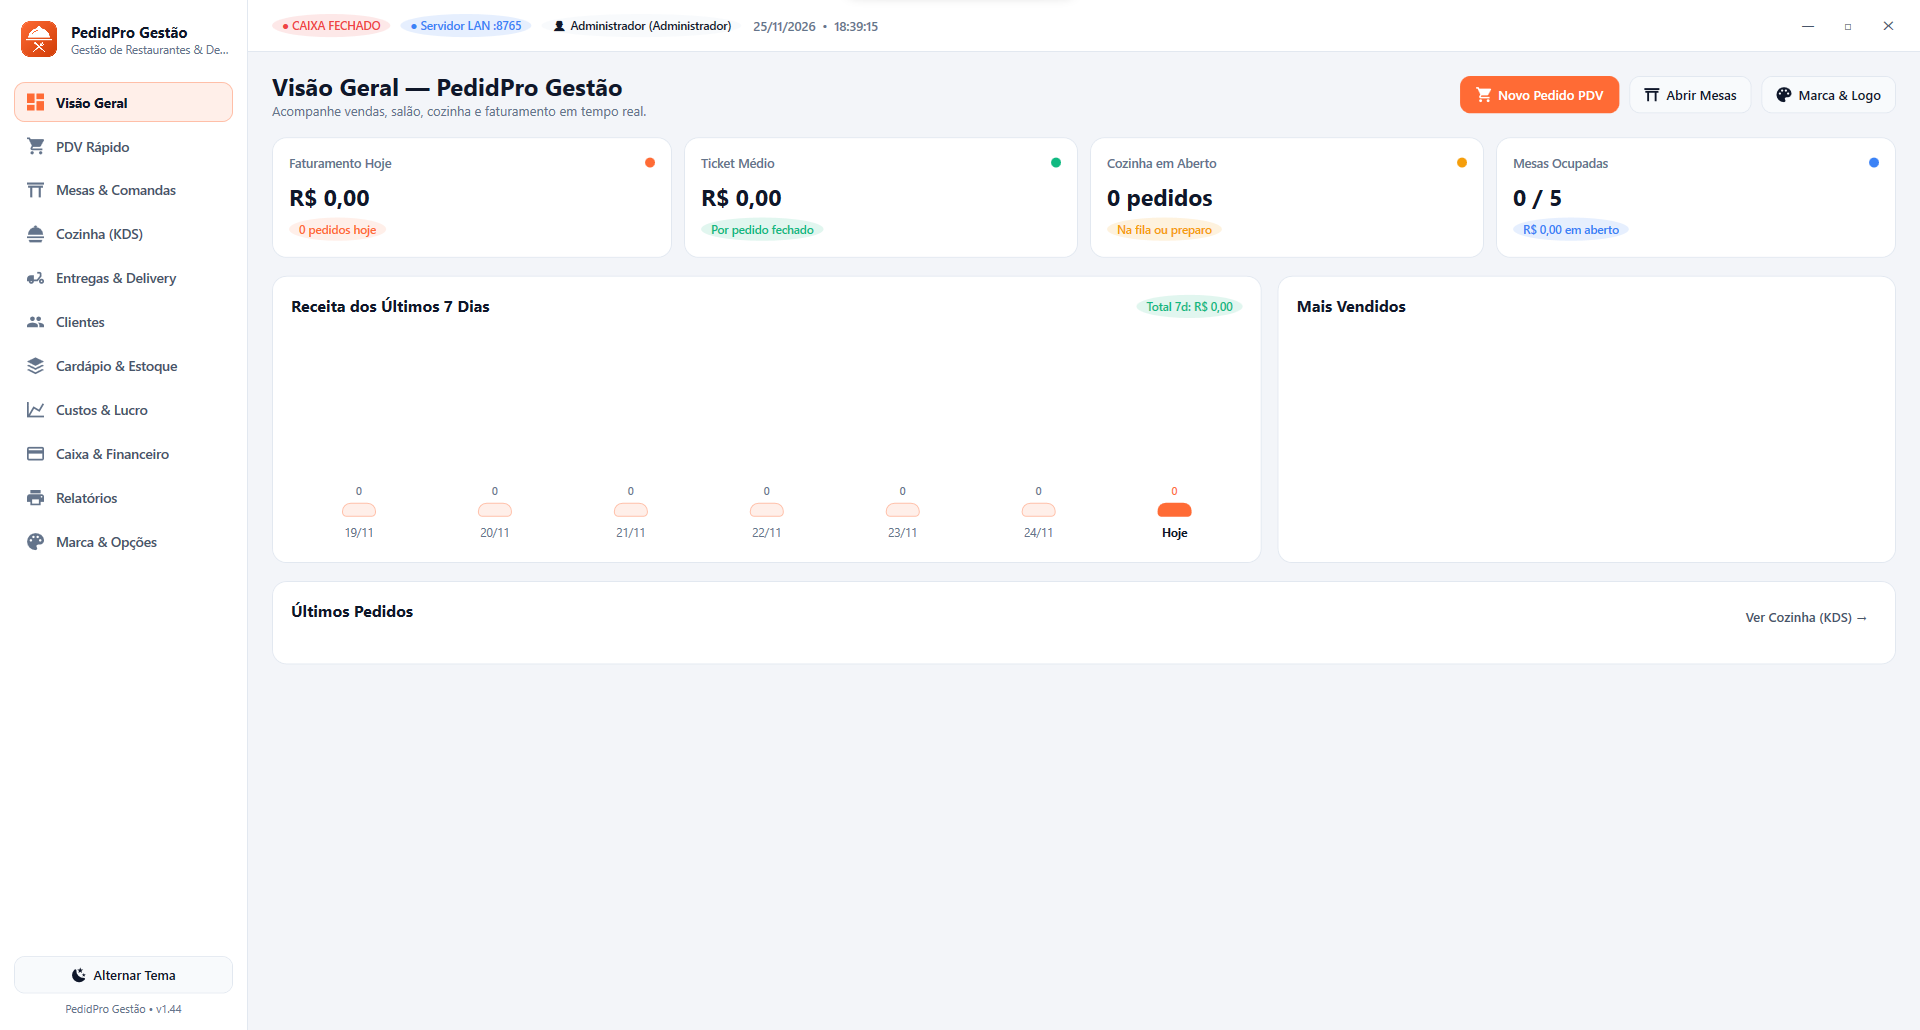 PedidPro Gestão
Gestão de Restaurantes & De...
Visão Geral
PDV Rápido
Mesas & Comandas
Cozinha (KDS)
Entregas & Delivery
Clientes
Cardápio & Estoque
Custos & Lucro
Caixa & Financeiro
Relatórios
Marca & Opções
Alternar Tema
PedidPro Gestão • v1.44
● CAIXA FECHADO ● Servidor LAN :8765 Administrador (Administrador) 25/11/2026 • 18:39:15
Visão Geral — PedidPro Gestão
Acompanhe vendas, salão, cozinha e faturamento em tempo real.
Novo Pedido PDV Abrir Mesas Marca & Logo
Faturamento Hoje
R$ 0,00
0 pedidos hoje
Ticket Médio
R$ 0,00
Por pedido fechado
Cozinha em Aberto
0 pedidos
Na fila ou preparo
Mesas Ocupadas
0 / 5
R$ 0,00 em aberto
Receita dos Últimos 7 Dias
Total 7d: R$ 0,00
0 0 0 0 0 0 0
19/11 20/11 21/11 22/11 23/11 24/11 Hoje
Mais Vendidos
Últimos Pedidos
Ver Cozinha (KDS) →